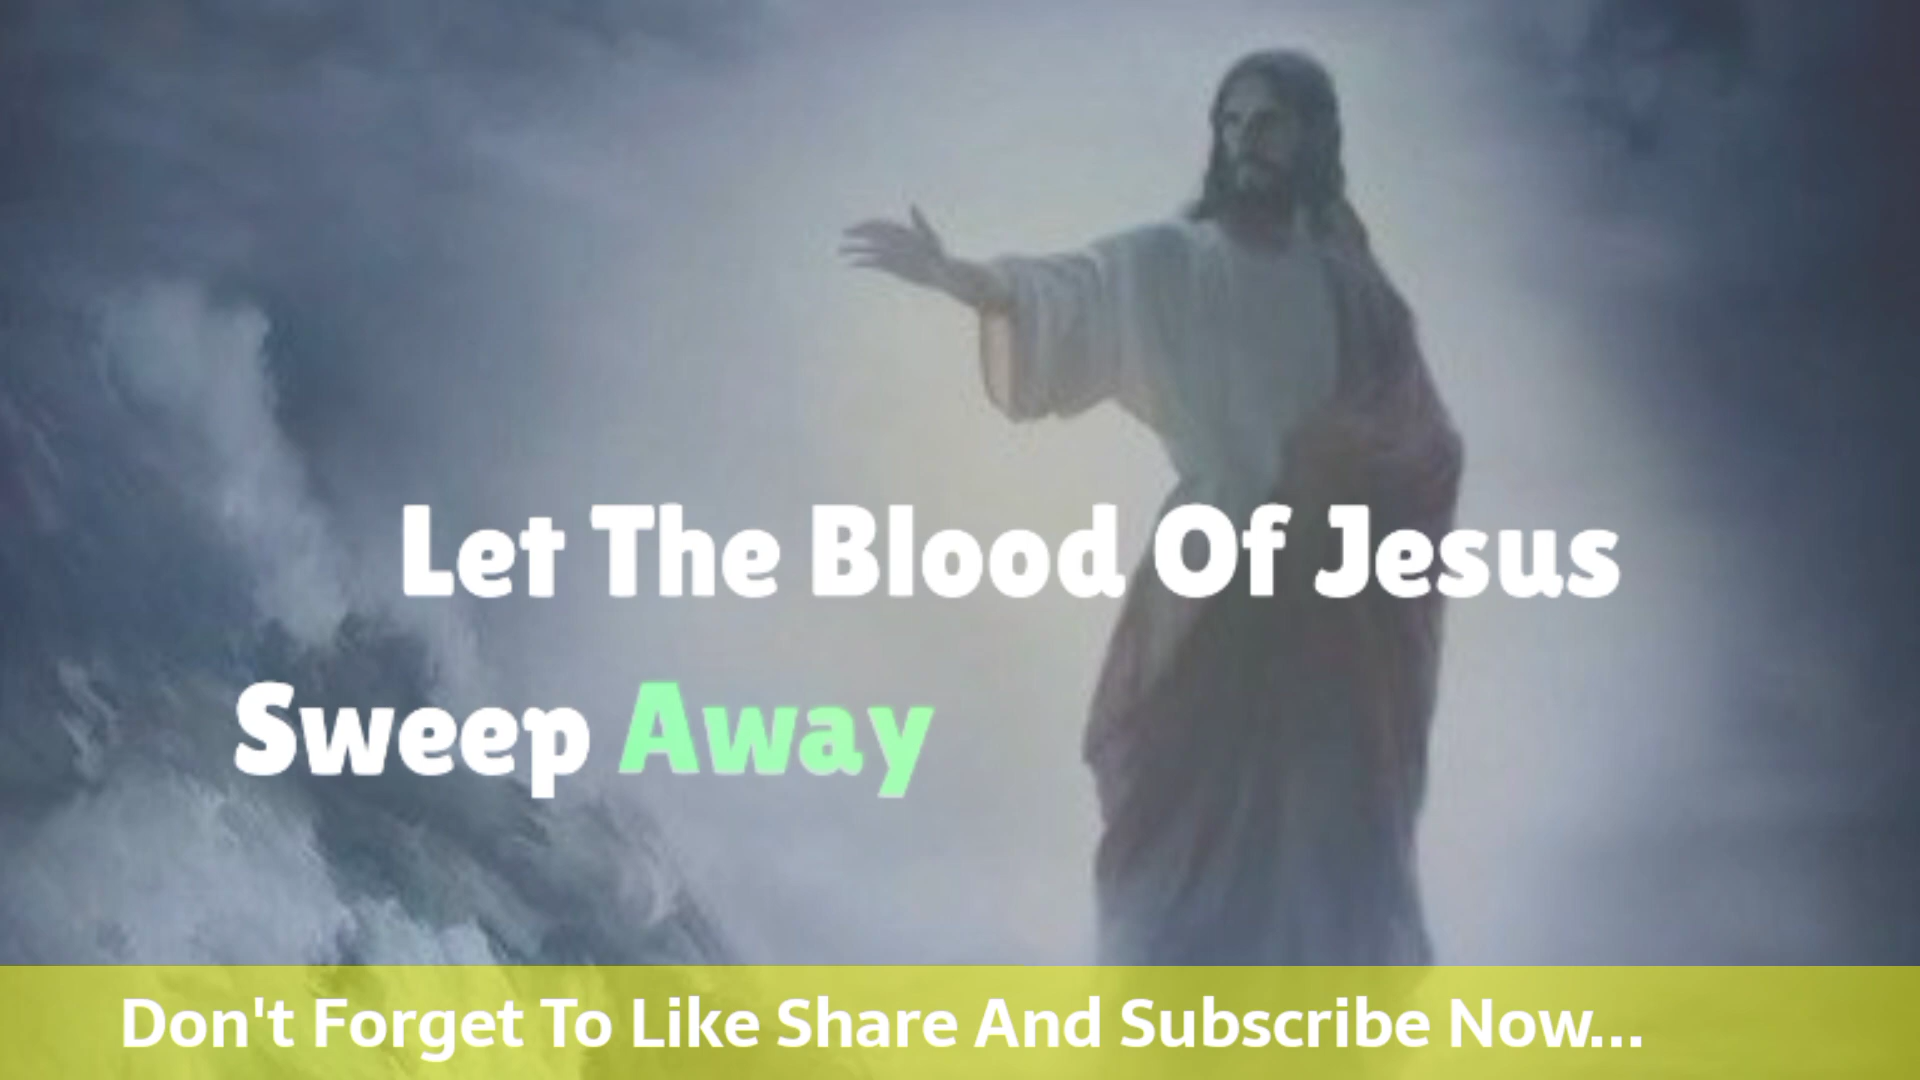 Let The Blood Of Jesus
Sweep Away
Don't Forget To Like Share And Subscribe Now...